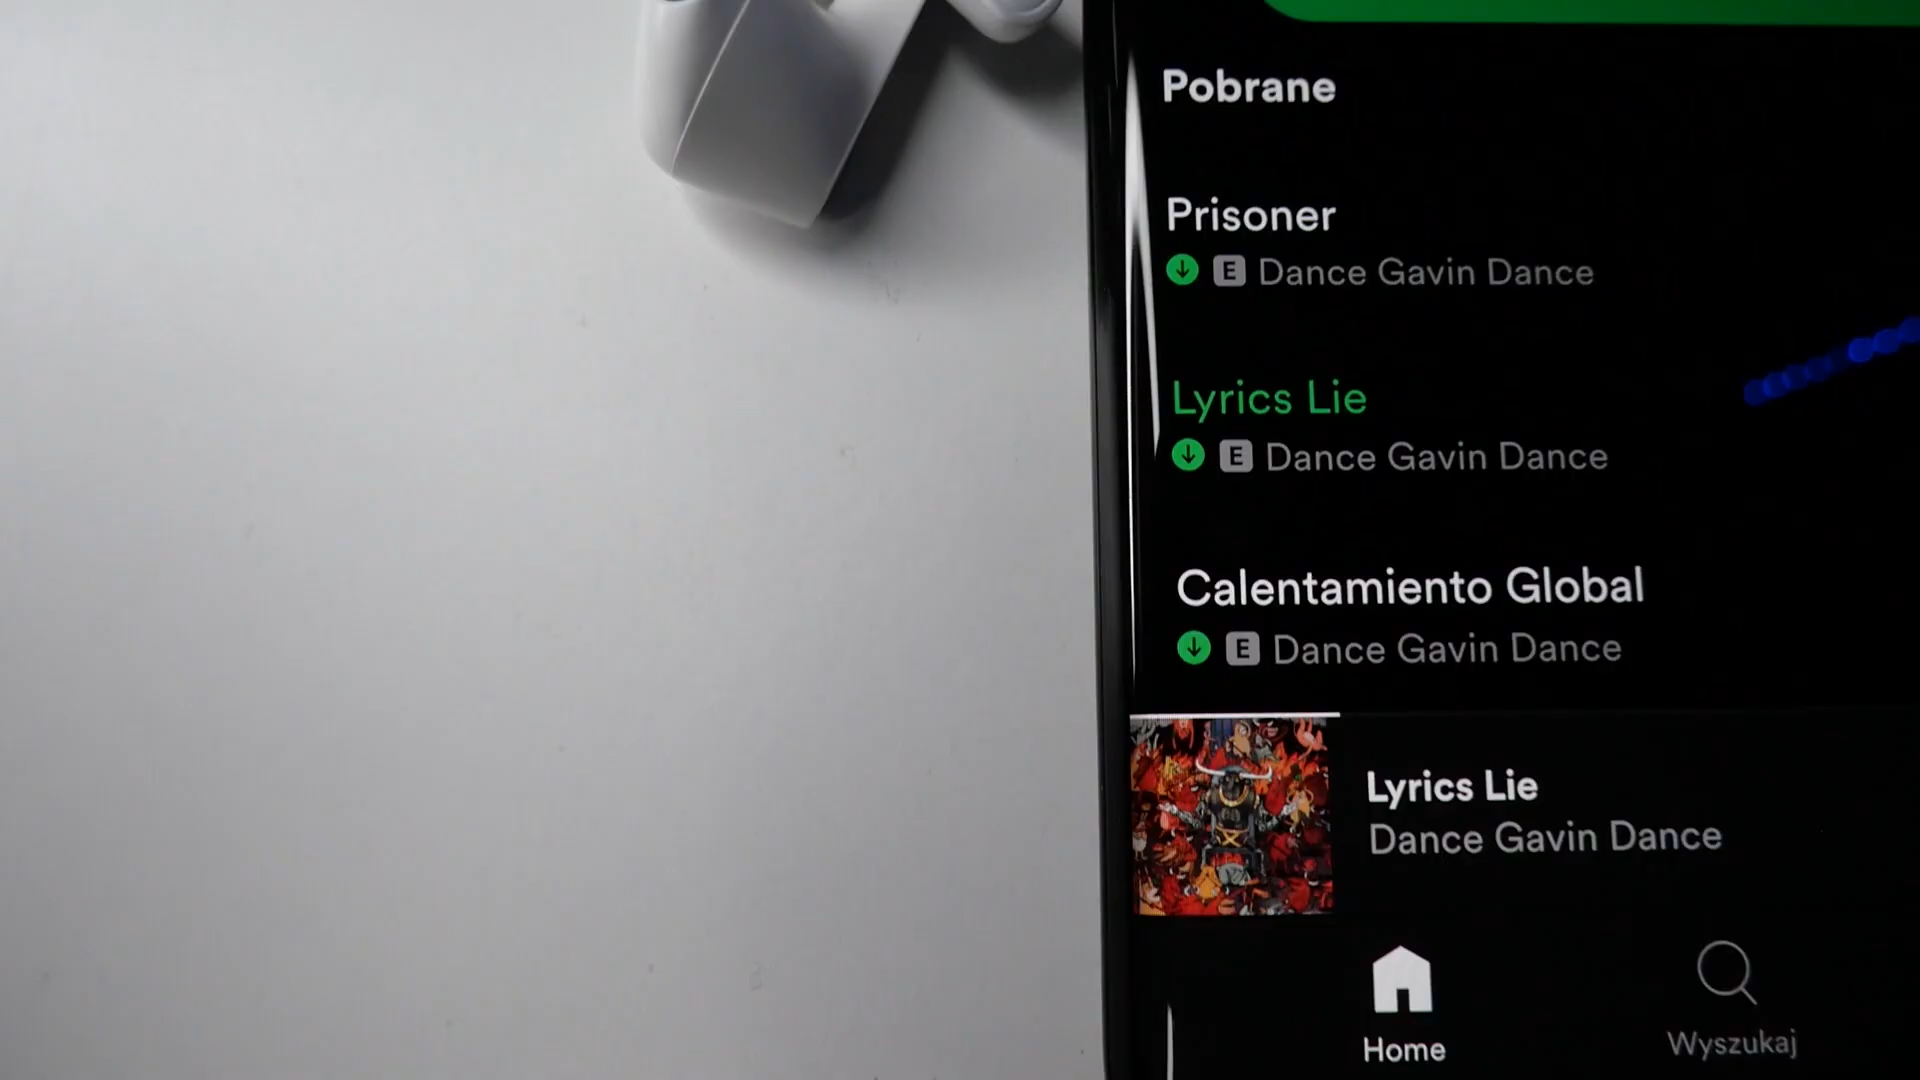 Pobrane
Prisoner
E Dance Gavin Dance
Lyrics Lie
E Dance Gavin Dance
Calentamiento Global
E Dance Gavin Dance
Lyrics Lie
Dance Gavin Dance
Home
Wyszukaj